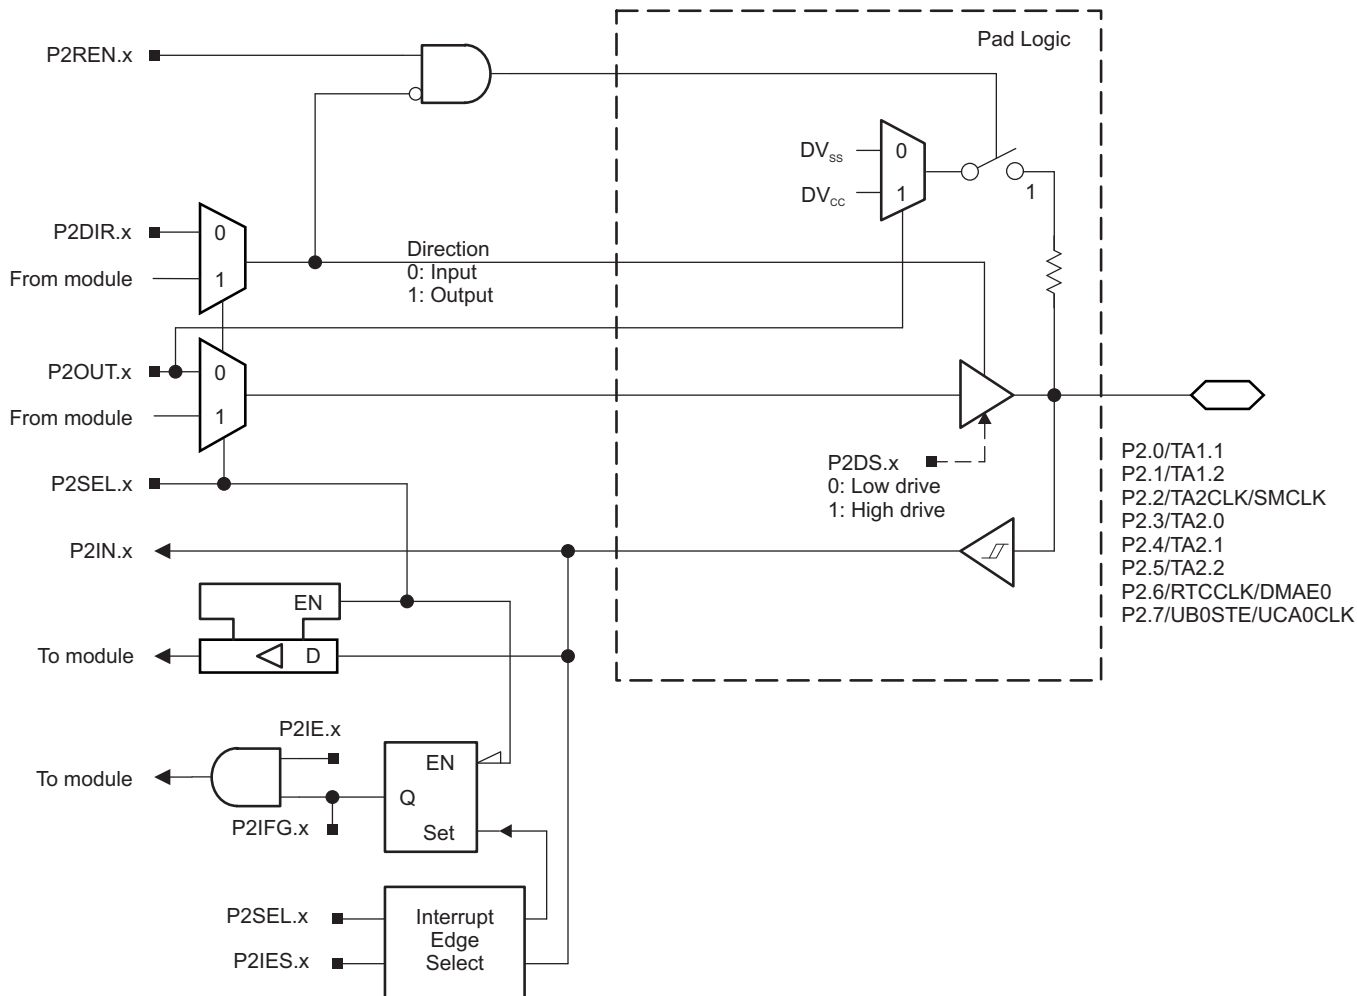 Pad Logic
P2REN.x
DVSS
0
DVCC
1
1
P2DIR.x
0
From module
1
Direction
0: Input
1: Output
P2OUT.x
0
From module
1
P2SEL.x
P2DS.x
0: Low drive
1: High drive
P2.0/TA1.1
P2.1/TA1.2
P2.2/TA2CLK/SMCLK
P2.3/TA2.0
P2.4/TA2.1
P2.5/TA2.2
P2.6/RTCCLK/DMAE0
P2.7/UB0STE/UCA0CLK
P2IN.x
EN
To module
D
P2IE.x
EN
To module
Q
P2IFG.x
Set
P2SEL.x
P2IES.x
Interrupt
Edge
Select